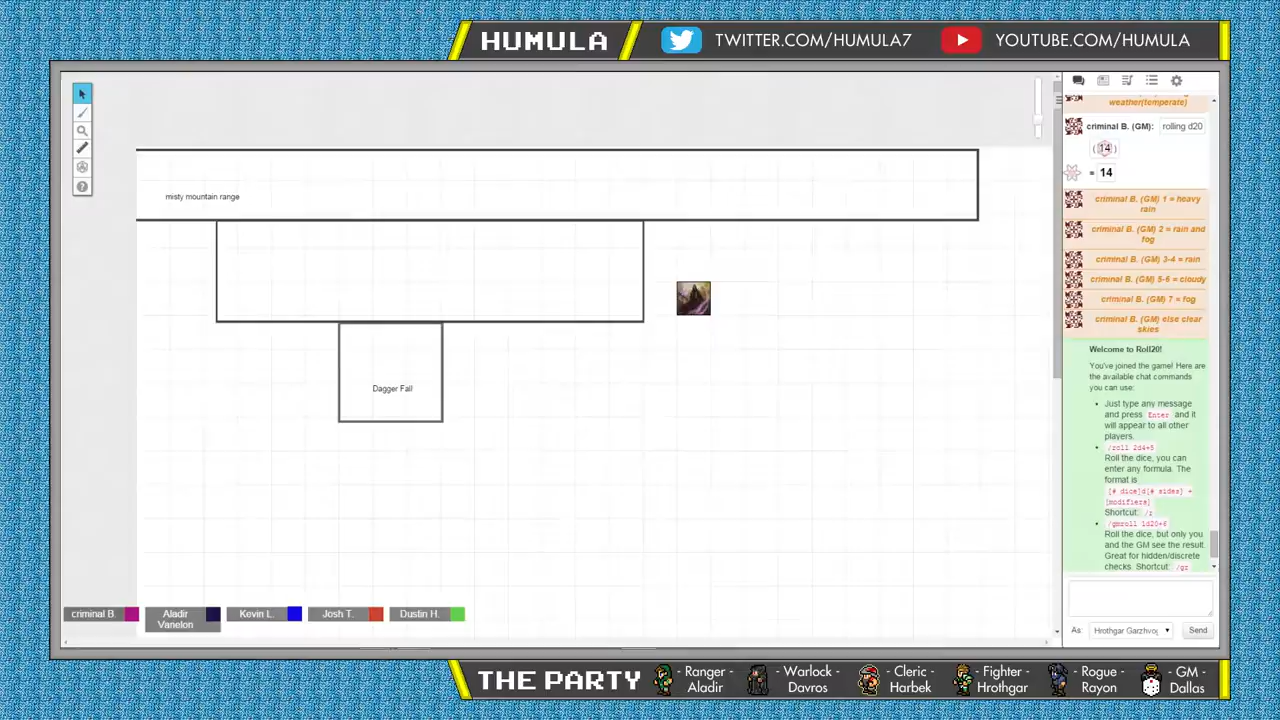 HUMULA
TWITTER.COM/HUMULA7
YOUTUBE.COM/HUMULA
misty mountain range
Dagger Fall
criminal B.
Aladir
Vanelon
Kevin L.
Josh T.
Dustin H.
weather(temperate)
criminal B. (GM): rolling d20
(14)
= 14
criminal B. (GM) 1 = heavy
rain
criminal B. (GM) 2 = rain and
fog
criminal B. (GM) 3-4 = rain
criminal B. (GM) 5-6 = cloudy
criminal B. (GM) 7 = fog
criminal B. (GM) else clear
skies
Welcome to Roll20!
You've joined the game! Here are
the available chat commands
you can use:
• Just type any message
and press Enter and it
will appear to all other
players.
• /roll 2d4+5
Roll the dice, you can
enter any formula. The
format is
[# dice]d[# sides] +
[modifiers]
Shortcut: /r
• /gmroll 1d20+6
Roll the dice, but only you
and the GM see the result.
Great for hidden/discrete
checks. Shortcut: /gr
As: Hrothgar Garzhvog
Send
THE PARTY
- Ranger -
Aladir
- Warlock -
Davros
- Cleric -
Harbek
- Fighter -
Hrothgar
- Rogue -
Rayon
- GM -
Dallas